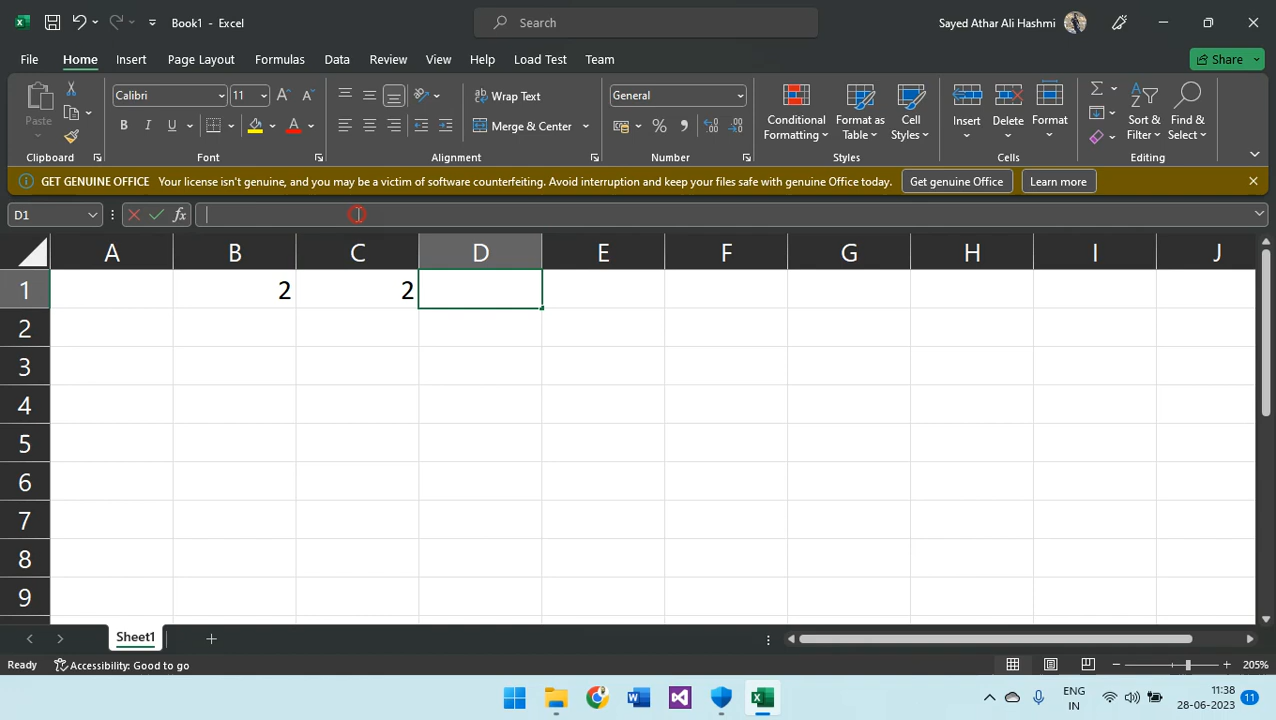 Book1 - Excel
Search
Sayed Athar Ali Hashmi
File Home Insert Page Layout Formulas Data Review View Help Load Test Team
Share
Paste
Clipboard
Calibri 11
B I U A
Font
Wrap Text
Merge & Center
Alignment
General
Number
Conditional Formatting
Format as Table
Cell Styles
Styles
Insert
Delete
Format
Cells
Sort & Filter
Find & Select
Editing
GET GENUINE OFFICE Your license isn't genuine, and you may be a victim of software counterfeiting. Avoid interruption and keep your files safe with genuine Office today. Get genuine Office Learn more
D1 fx
A B C D E F G H I J
1 2 2
2
3
4
5
6
7
8
9
Sheet1
Ready Accessibility: Good to go 205%
ENG 11:38
IN 28-06-2023 11